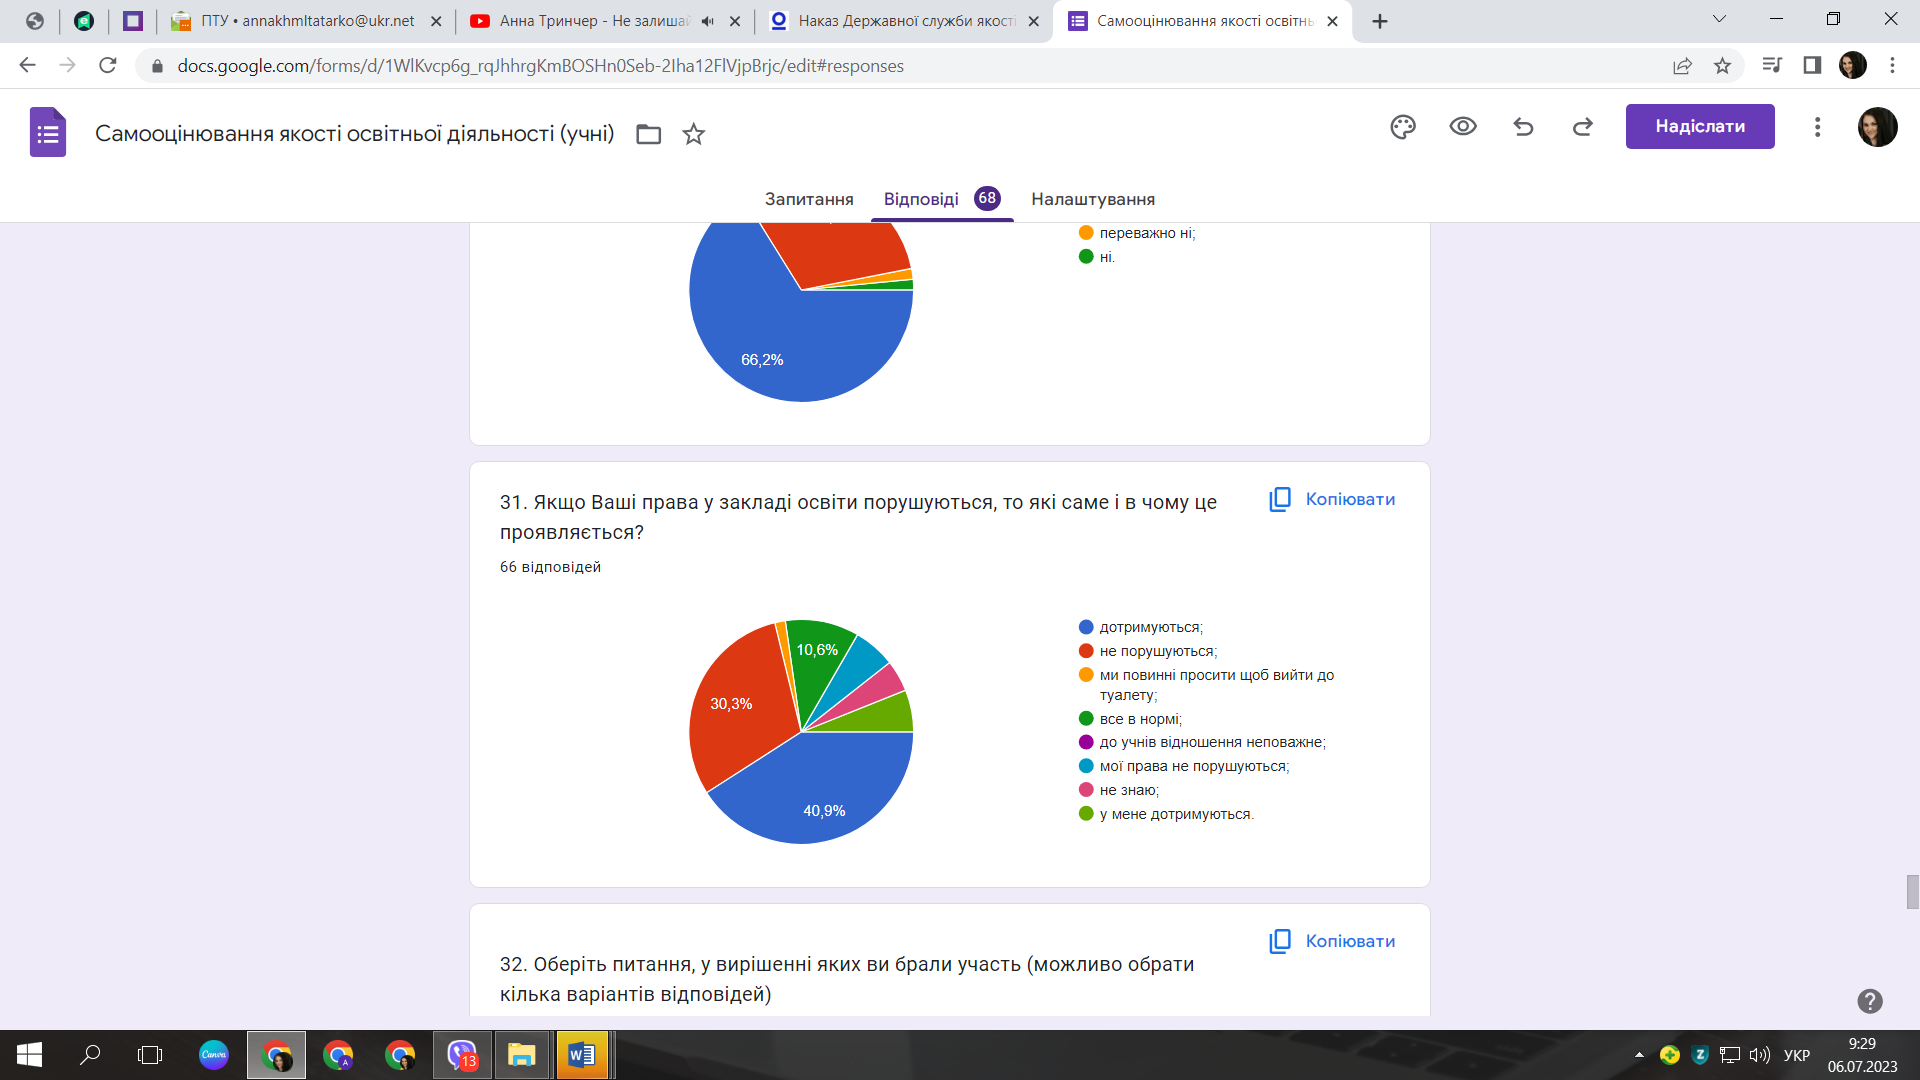 ПТУ • annakhmltatarko@ukr.net
Анна Тринчер - Не залишай
Наказ Державної служби якості
Самооцінювання якості освітнь
docs.google.com/forms/d/1WlKvcp6g_rqJhhrgKmBOSHn0Seb-2Iha12FlVjpBrjc/edit#responses
Самооцінювання якості освітньої діяльності (учні)
Надіслати
Запитання
Відповіді 68
Налаштування
переважно ні;
ні.
66,2%
31. Якщо Ваші права у закладі освіти порушуються, то які саме і в чому це
проявляється?
Копіювати
66 відповідей
10,6%
30,3%
40,9%
дотримуються;
не порушуються;
ми повинні просити щоб вийти до
туалету;
все в нормі;
до учнів відношення неповажне;
мої права не порушуються;
не знаю;
у мене дотримуються.
Копіювати
32. Оберіть питання, у вирішенні яких ви брали участь (можливо обрати
кілька варіантів відповідей)
Canva
A
13
W
Z
УКР
9:29
06.07.2023